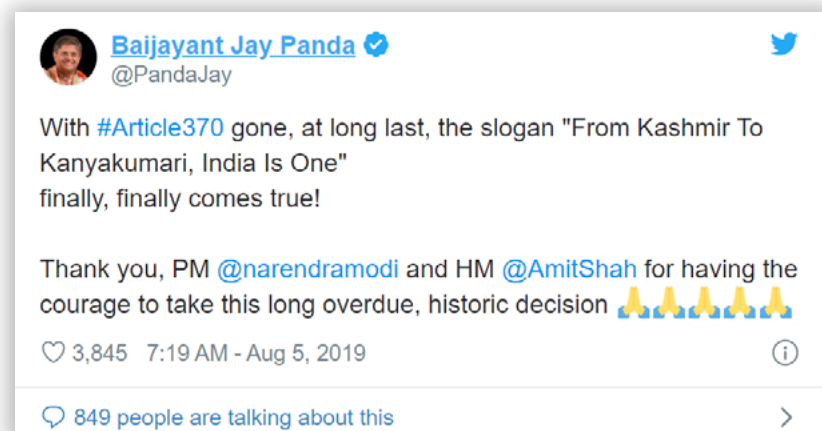 Baijayant Jay Panda
@PandaJay
With #Article370 gone, at long last, the slogan "From Kashmir To
Kanyakumari, India Is One"
finally, finally comes true!
Thank you, PM @narendramodi and HM @AmitShah for having the
courage to take this long overdue, historic decision 🙏🙏🙏🙏🙏
3,845 7:19 AM - Aug 5, 2019
849 people are talking about this